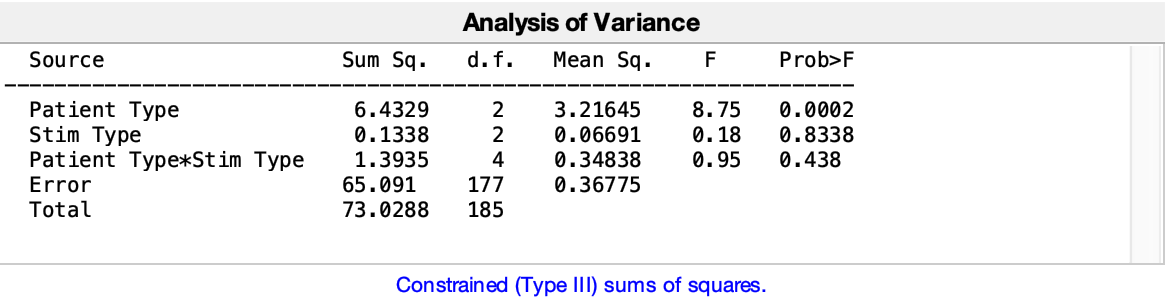 Analysis of Variance
Source Sum Sq. d.f. Mean Sq. F Prob>F
Patient Type 6.4329 2 3.21645 8.75 0.0002
Stim Type 0.1338 2 0.06691 0.18 0.8338
Patient Type*Stim Type 1.3935 4 0.34838 0.95 0.438
Error 65.091 177 0.36775
Total 73.0288 185
Constrained (Type III) sums of squares.